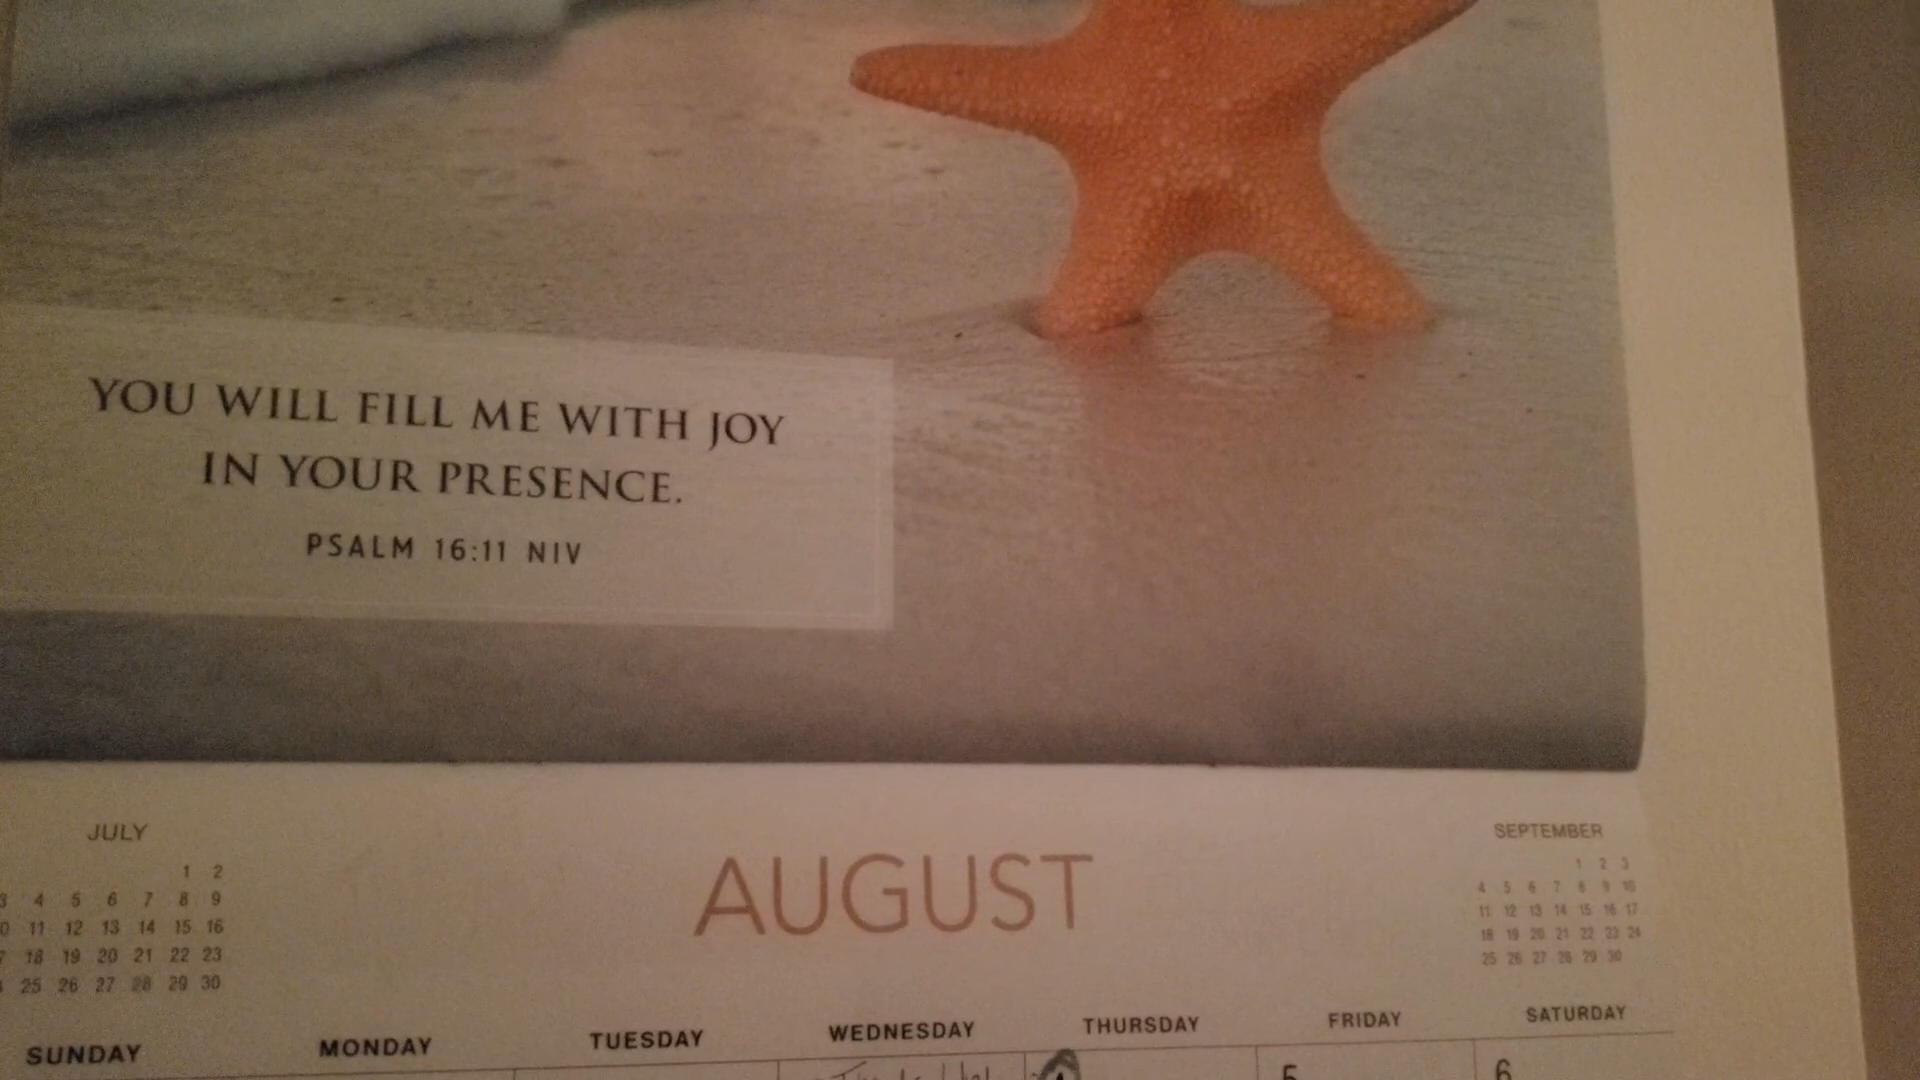 YOU WILL FILL ME WITH JOY
IN YOUR PRESENCE.
PSALM 16:11 NIV
JULY
1 2
3 4 5 6 7 8 9
0 11 12 13 14 15 16
7 18 19 20 21 22 23
25 26 27 28 29 30
AUGUST
SEPTEMBER
1 2 3
4 5 6 7 8 9 10
11 12 13 14 15 16 17
18 19 20 21 22 23 24
25 26 27 28 29 30
SUNDAY MONDAY TUESDAY WEDNESDAY THURSDAY FRIDAY SATURDAY
5 6